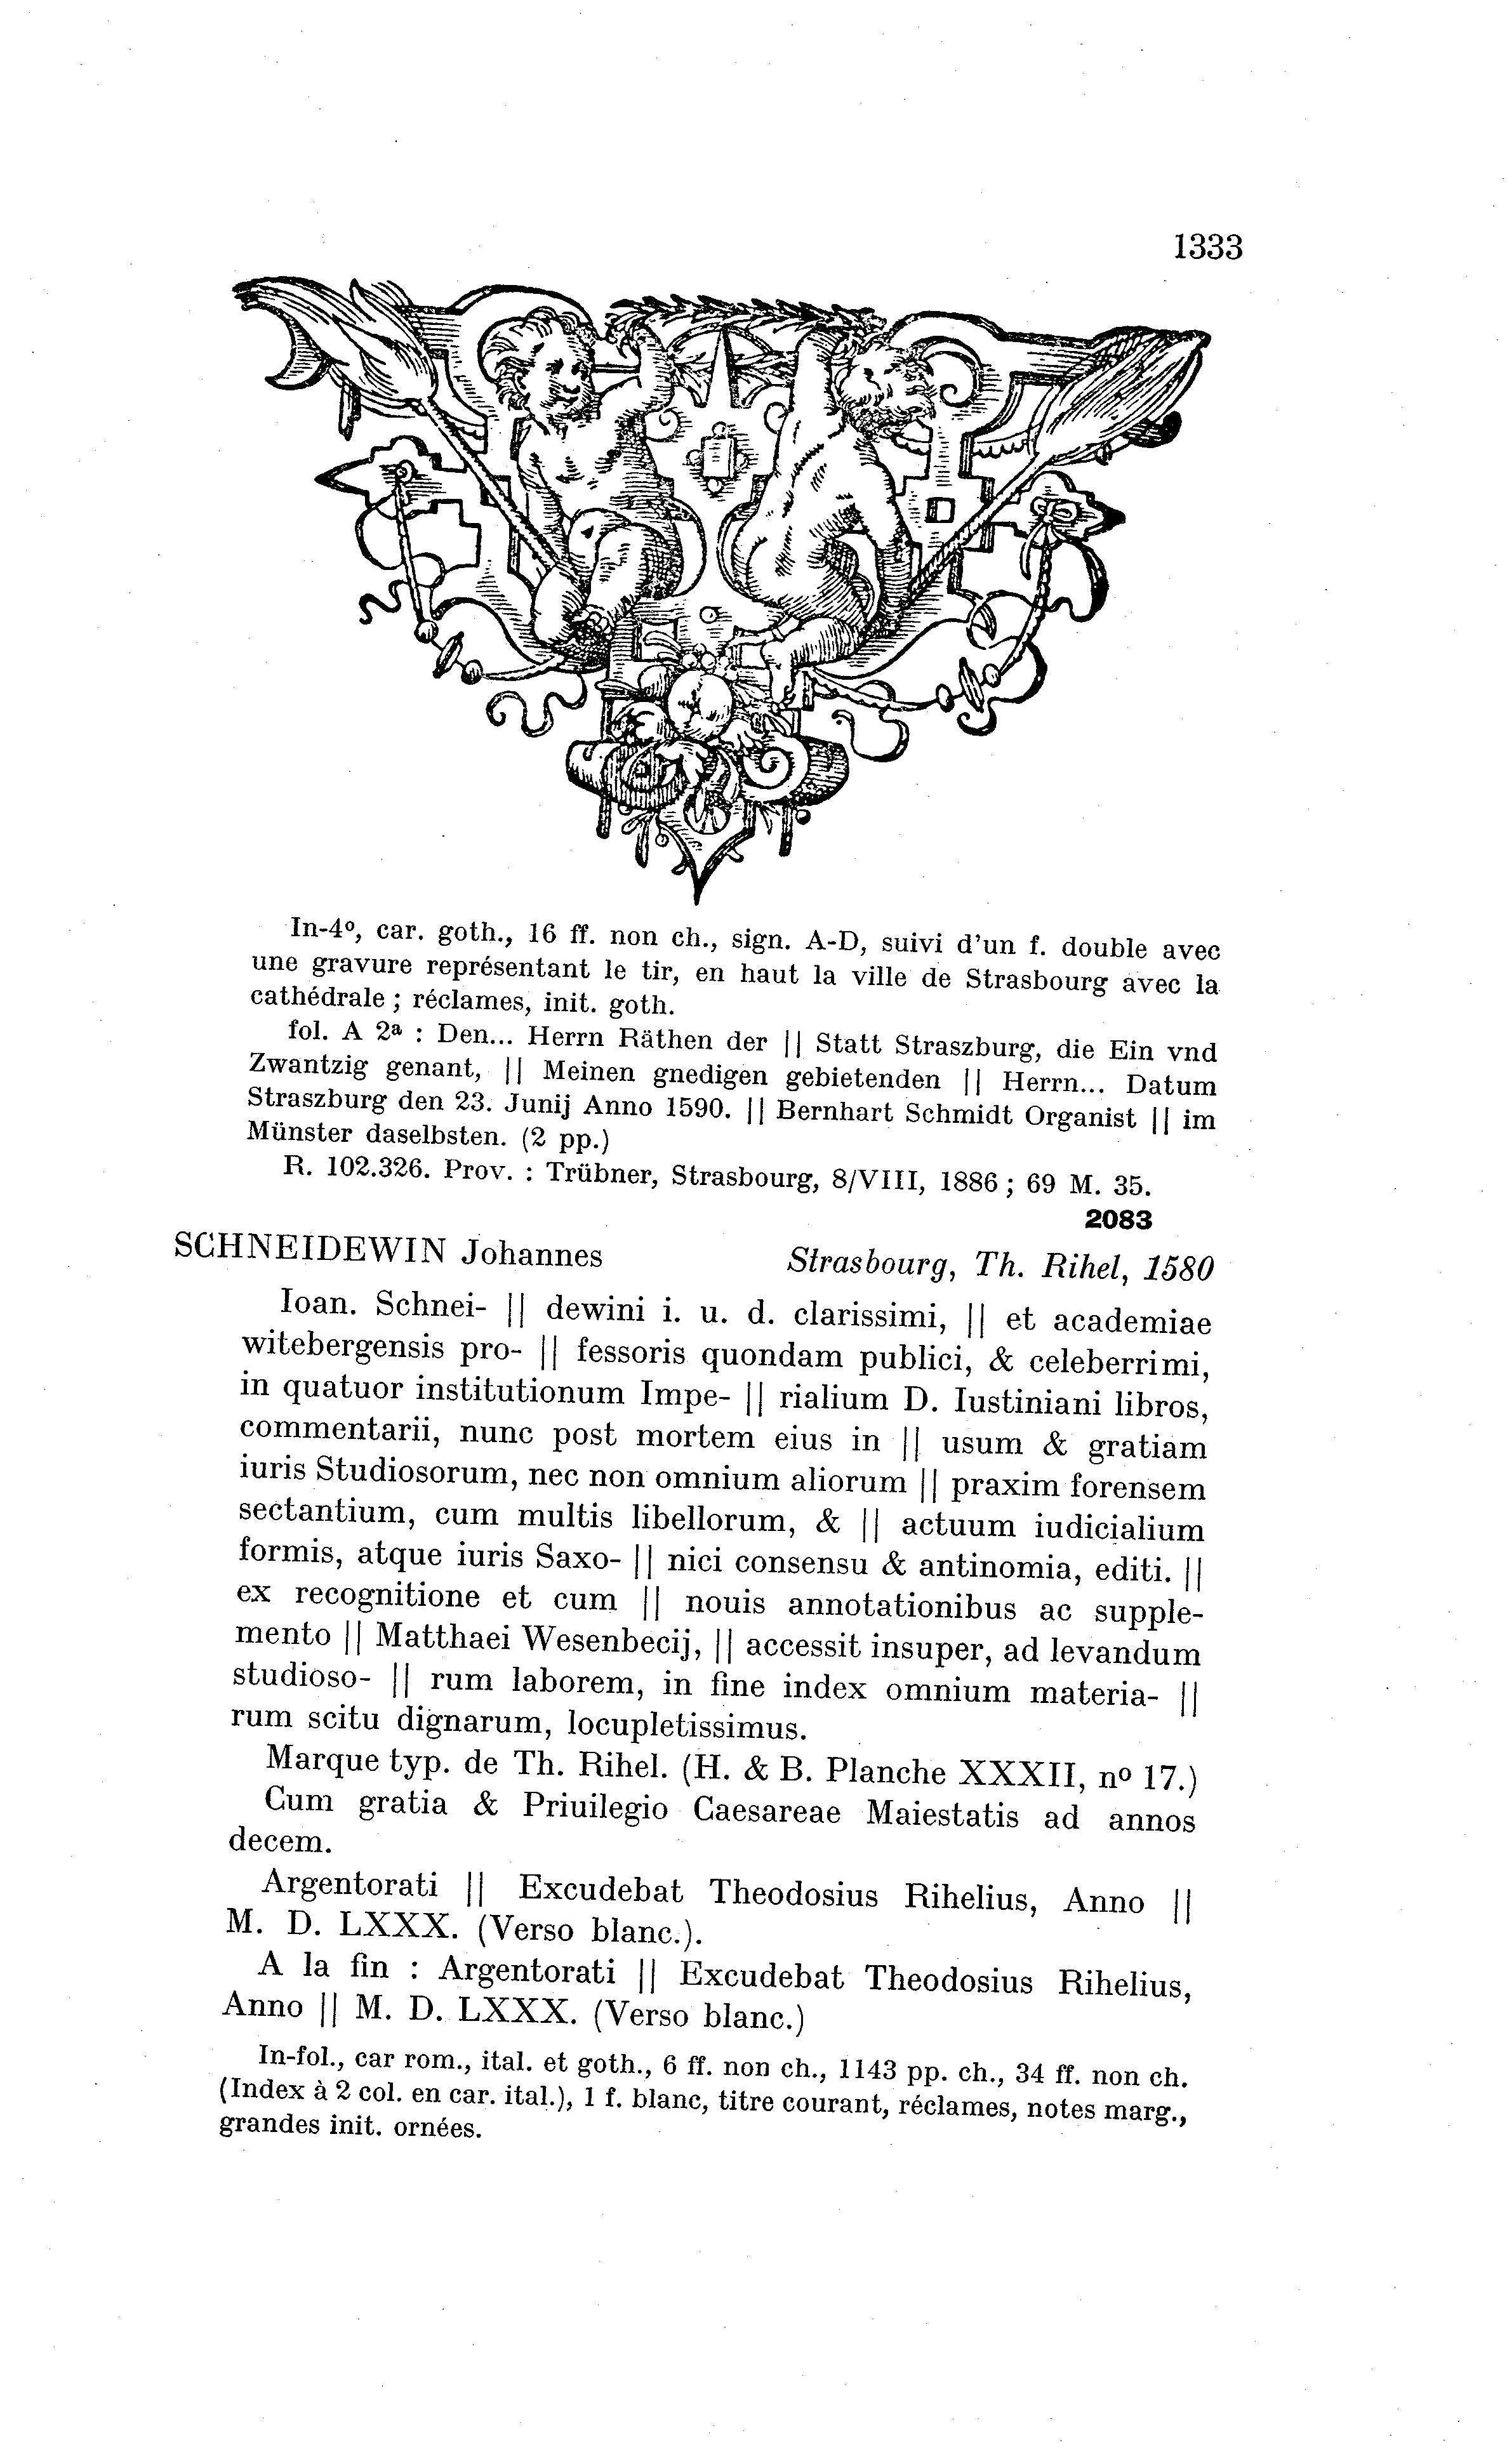 1333
In-4º, car. goth., 16 ff. non ch., sign. A-D, suivi d'un f. double avec
une gravure représentant le tir, en haut la ville de Strasbourg avec la
cathédrale ; réclames, init. goth.
fol. A 2ª : Den... Herrn Räthen der || Statt Straszburg, die Ein vnd
Zwantzig genant, || Meinen gnedigen gebietenden || Herrn... Datum
Straszburg den 23. Junij Anno 1590. || Bernhart Schmidt Organist || im
Münster daselbsten. (2 pp.)
R. 102.326. Prov. : Trübner, Strasbourg, 8/VIII, 1886 ; 69 M. 35.
2083
SCHNEIDEWIN Johannes Strasbourg, Th. Rihel, 1580
Ioan. Schnei- || dewini i. u. d. clarissimi, || et academiae
witebergensis pro- || fessoris quondam publici, & celeberrimi,
in quatuor institutionum Impe- || rialium D. Iustiniani libros,
commentarii, nunc post mortem eius in || usum & gratiam
iuris Studiosorum, nec non omnium aliorum || praxim forensem
sectantium, cum multis libellorum, & || actuum iudicialium
formis, atque iuris Saxo- || nici consensu & antinomia, editi. ||
ex recognitione et cum || nouis annotationibus ac supple-
mento || Matthaei Wesenbecij, || accessit insuper, ad levandum
studioso- || rum laborem, in fine index omnium materia- ||
rum scitu dignarum, locupletissimus.
Marque typ. de Th. Rihel. (H. & B. Planche XXXII, nº 17.)
Cum gratia & Priuilegio Caesareae Maiestatis ad annos
decem.
Argentorati || Excudebat Theodosius Rihelius, Anno ||
M. D. LXXX. (Verso blanc.).
A la fin : Argentorati || Excudebat Theodosius Rihelius,
Anno || M. D. LXXX. (Verso blanc.)
In-fol., car rom., ital. et goth., 6 ff. non ch., 1143 pp. ch., 34 ff. non ch.
(Index à 2 col. en car. ital.), 1 f. blanc, titre courant, réclames, notes marg.,
grandes init. ornées.